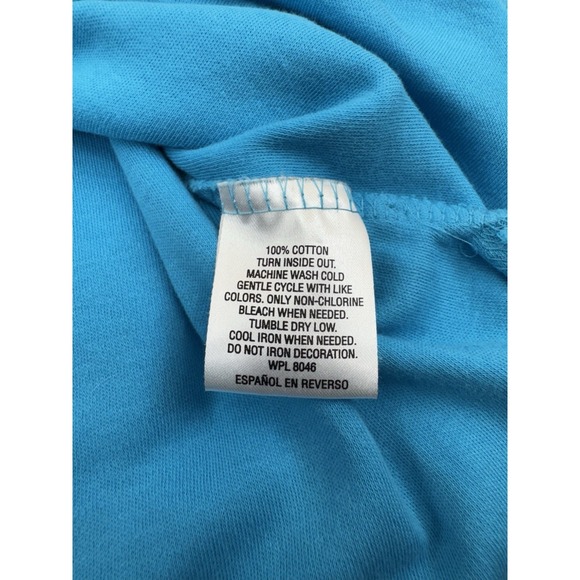 100% COTTON
TURN INSIDE OUT.
MACHINE WASH COLD
GENTLE CYCLE WITH LIKE
COLORS. ONLY NON-CHLORINE
BLEACH WHEN NEEDED.
TUMBLE DRY LOW.
COOL IRON WHEN NEEDED.
DO NOT IRON DECORATION.
WPL 8046
ESPAÑOL EN REVERSO